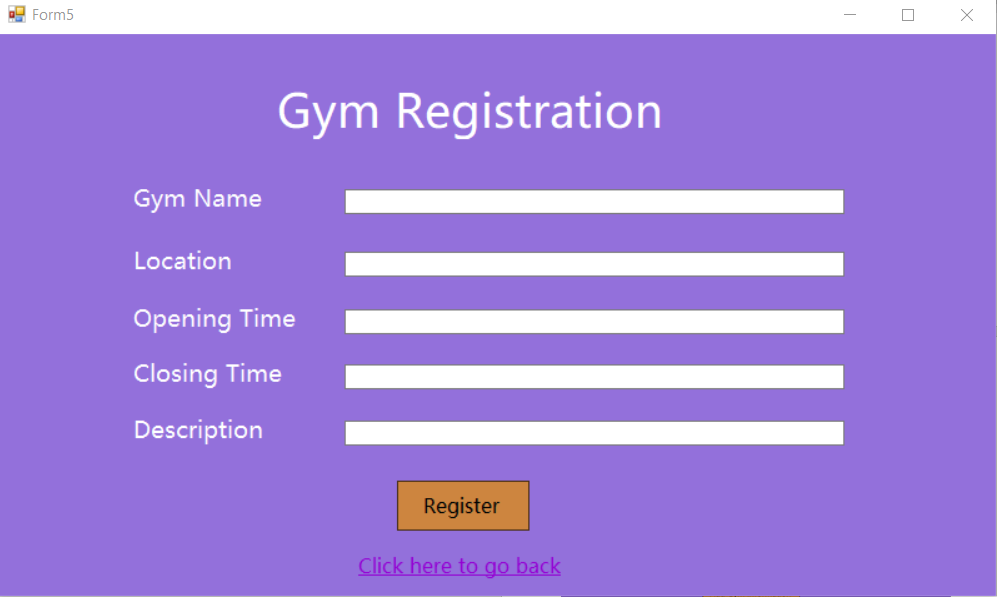 Form5
Gym Registration
Gym Name
Location
Opening Time
Closing Time
Description
Register
Click here to go back